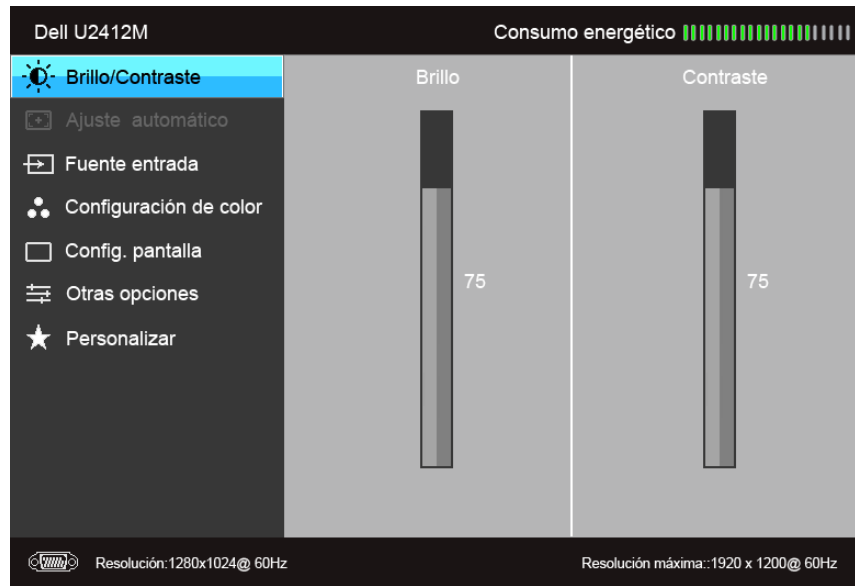 Dell U2412M
Consumo energético
Brillo/Contraste
Ajuste automático
Fuente entrada
Configuración de color
Config. pantalla
Otras opciones
Personalizar
Brillo
75
Contraste
75
Resolución:1280x1024@ 60Hz
Resolución máxima::1920 x 1200@ 60Hz